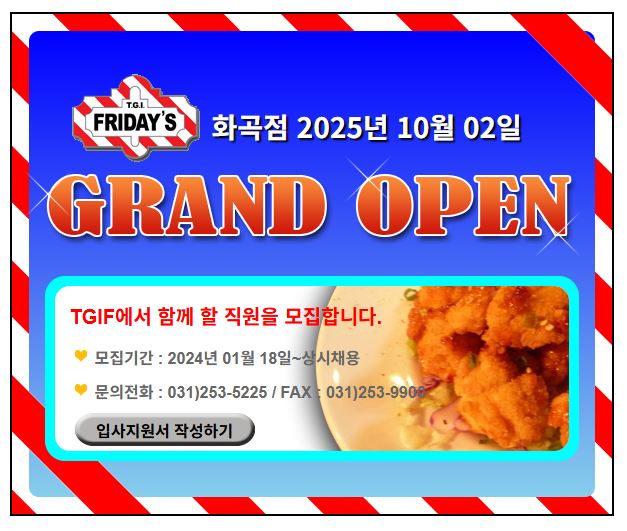 T.G.I.
FRIDAY'S
화곡점 2025년 10월 02일
GRAND OPEN
TGIF에서 함께 할 직원을 모집합니다.
모집기간 : 2024년 01월 18일~상시채용
문의전화 : 031)253-5225 / FAX : 031)253-9900
입사지원서 작성하기